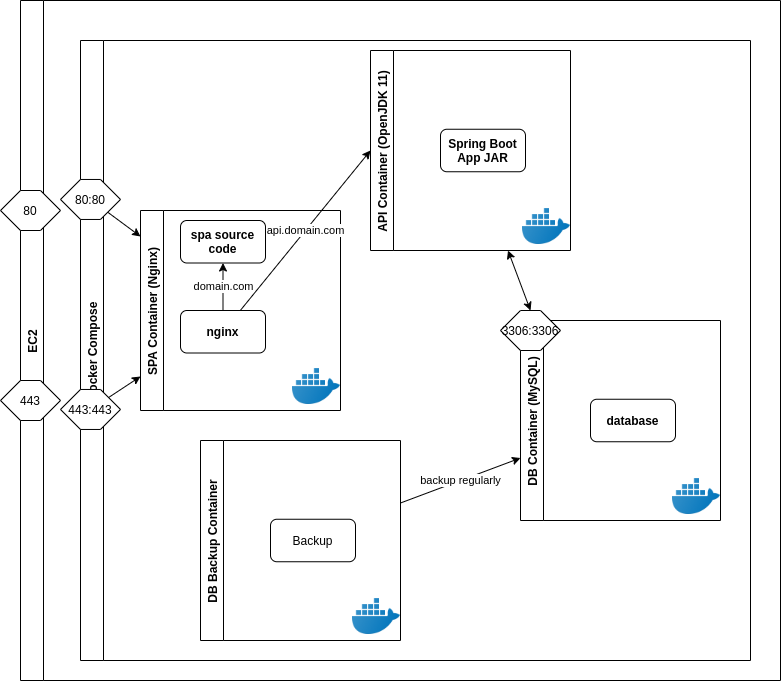 EC2
80
443
ocker Compose
80:80
443:443
SPA Container (Nginx)
spa source
code
domain.com
nginx
api.domain.com
API Container (OpenJDK 11)
Spring Boot
App JAR
3306:3306
DB Container (MySQL)
database
DB Backup Container
Backup
backup regularly